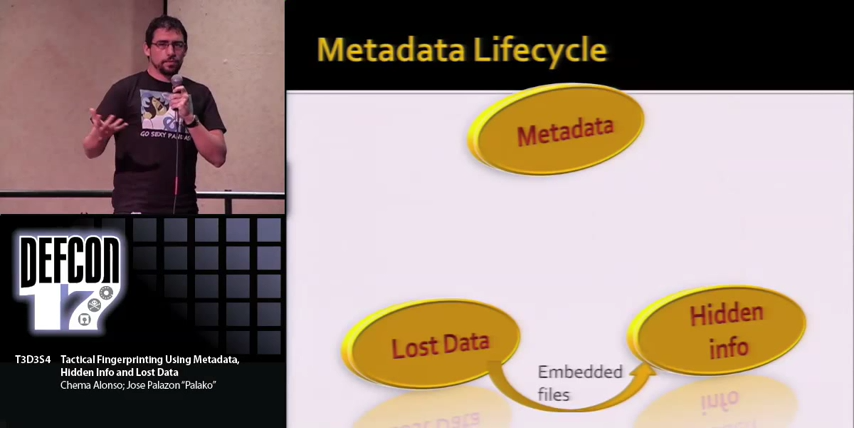 Metadata Lifecycle
Metadata
Lost Data
Embedded
files
Hidden
info
GO SEXY
DEFCON
17
T3D3S4 Tactical Fingerprinting Using Metadata,
Hidden Info and Lost Data
Chema Alonso; Jose Palazon "Palako"